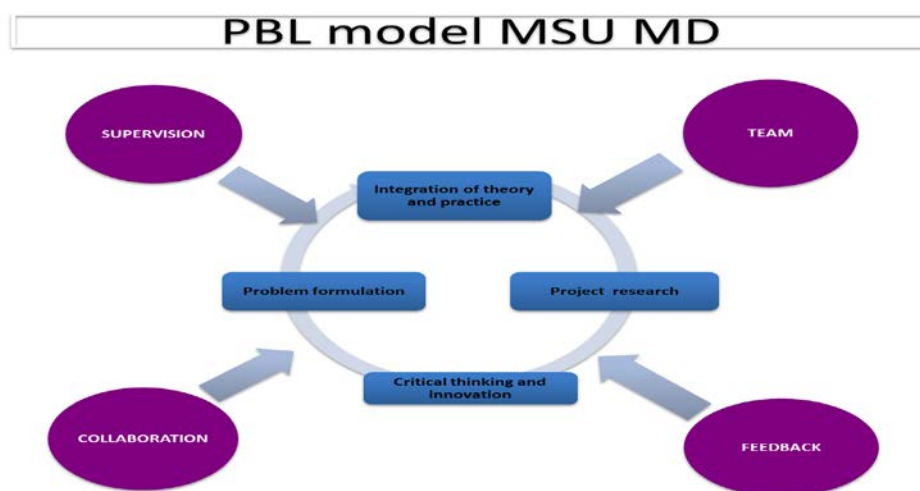 PBL model MSU MD
SUPERVISION
TEAM
Integration of theory
and practice
Problem formulation
Project research
Critical thinking and
innovation
COLLABORATION
FEEDBACK